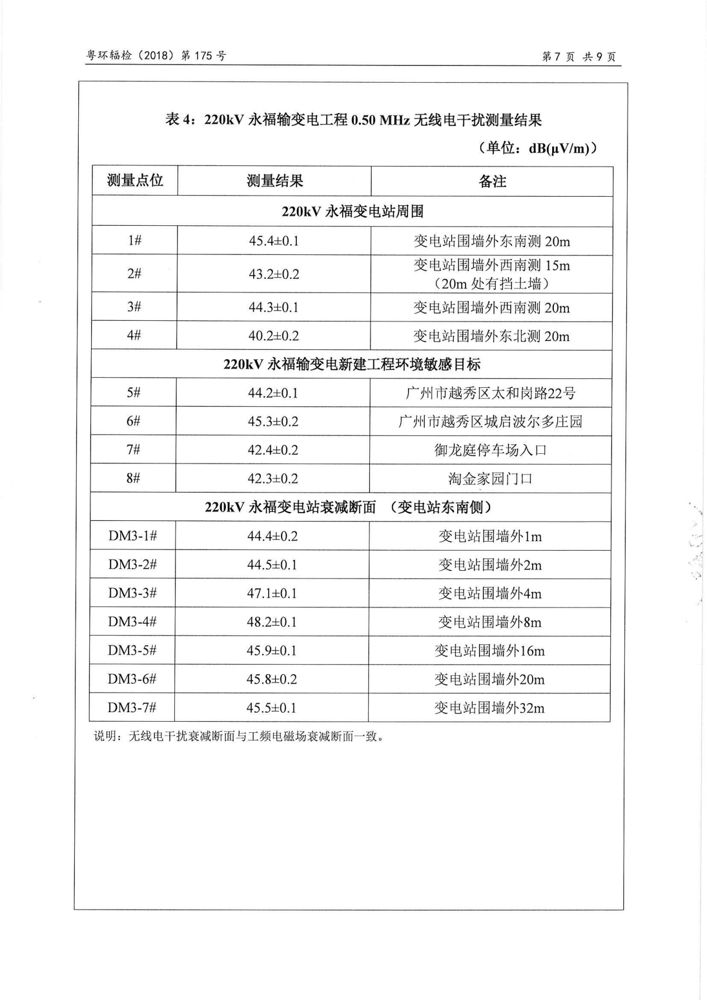 粤环辐检（2018）第 175 号
第 7 页 共 9 页
表 4：220kV 永福输变电工程 0.50 MHz 无线电干扰测量结果
（单位：dB(μV/m)）
测量点位 测量结果 备注
220kV 永福变电站周围
1# 45.4±0.1 变电站围墙外东南测 20m
2# 43.2±0.2 变电站围墙外西南测 15m
（20m 处有挡土墙）
3# 44.3±0.1 变电站围墙外西南测 20m
4# 40.2±0.2 变电站围墙外东北测 20m
220kV 永福输变电新建工程环境敏感目标
5# 44.2±0.1 广州市越秀区太和岗路22号
6# 45.3±0.2 广州市越秀区城启波尔多庄园
7# 42.4±0.2 御龙庭停车场入口
8# 42.3±0.2 淘金家园门口
220kV 永福变电站衰减断面 （变电站东南侧）
DM3-1# 44.4±0.2 变电站围墙外1m
DM3-2# 44.5±0.1 变电站围墙外2m
DM3-3# 47.1±0.1 变电站围墙外4m
DM3-4# 48.2±0.1 变电站围墙外8m
DM3-5# 45.9±0.1 变电站围墙外16m
DM3-6# 45.8±0.2 变电站围墙外20m
DM3-7# 45.5±0.1 变电站围墙外32m
说明：无线电干扰衰减断面与工频电磁场衰减断面一致。